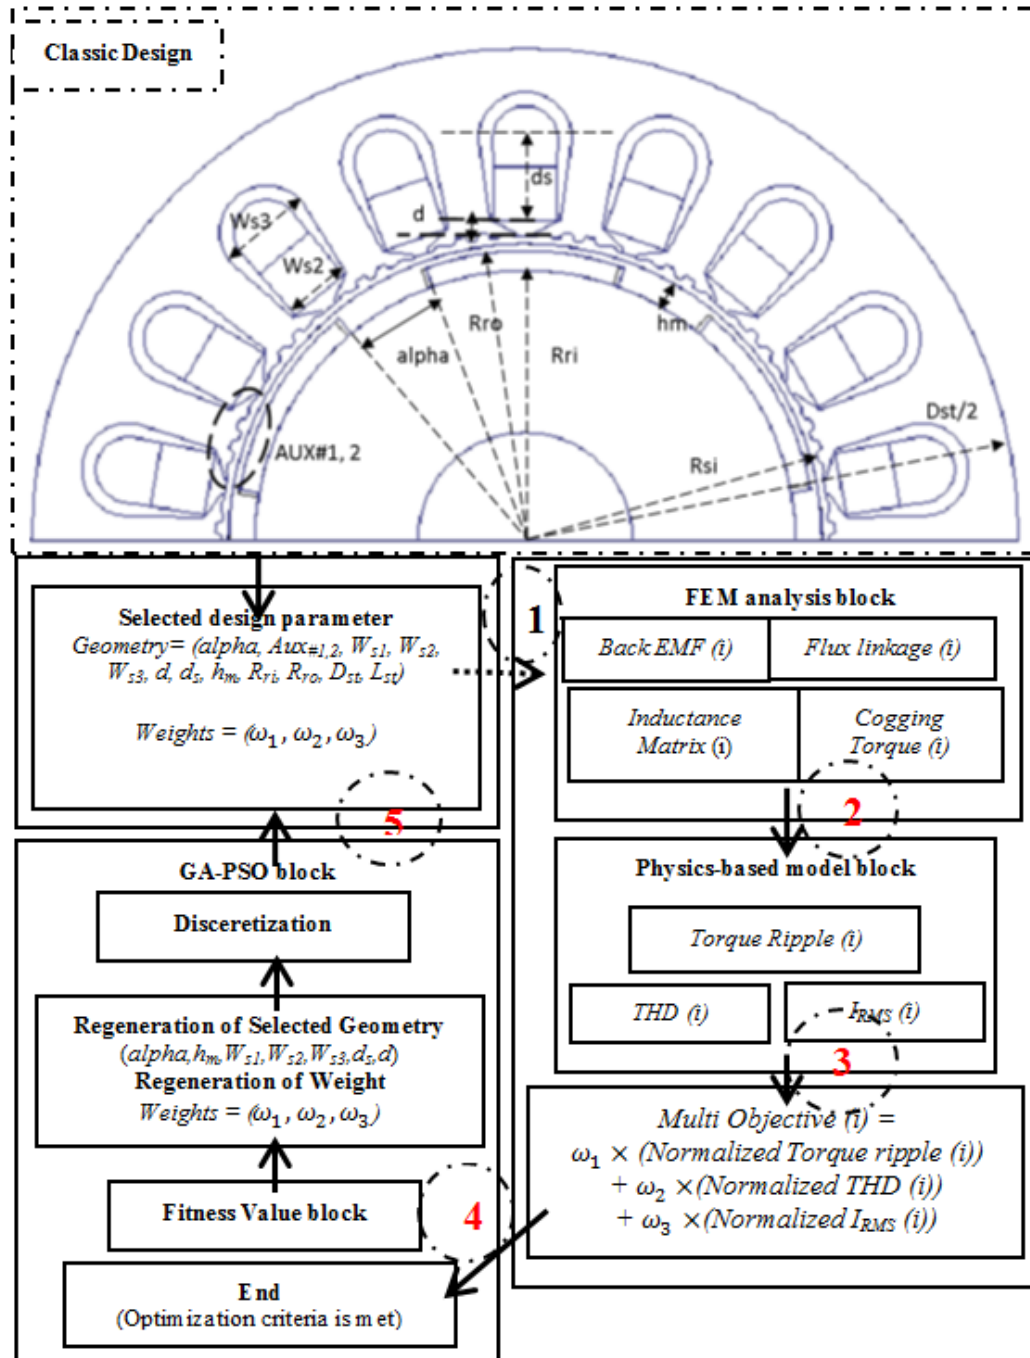 Classic Design
ds
d
Ws3
Ws2
Rro
alpha
Rri
hm
Dst/2
Rsi
AUX#1, 2
Selected design parameter
Geometry= (alpha, Aux#1,2, Ws1, Ws2,
Ws3, d, ds, hm, Rri, Rro, Dst, Lst)
Weights = (ω1, ω2, ω3)
1
FEM analysis block
Back EMF (i)
Flux linkage (i)
Inductance
Matrix (i)
Cogging
Torque (i)
2
5
Physics-based model block
Torque Ripple (i)
THD (i)
IRMS (i)
3
GA-PSO block
Disceretization
Regeneration of Selected Geometry
(alpha,hm,Ws1,Ws2,Ws3,ds,d)
Regeneration of Weight
Weights = (ω1, ω2, ω3)
Multi Objective (i) =
ω1 × (Normalized Torque ripple (i))
+ ω2 ×(Normalized THD (i))
+ ω3 ×(Normalized IRMS (i))
Fitness Value block
4
End
(Optimization criteria is met)